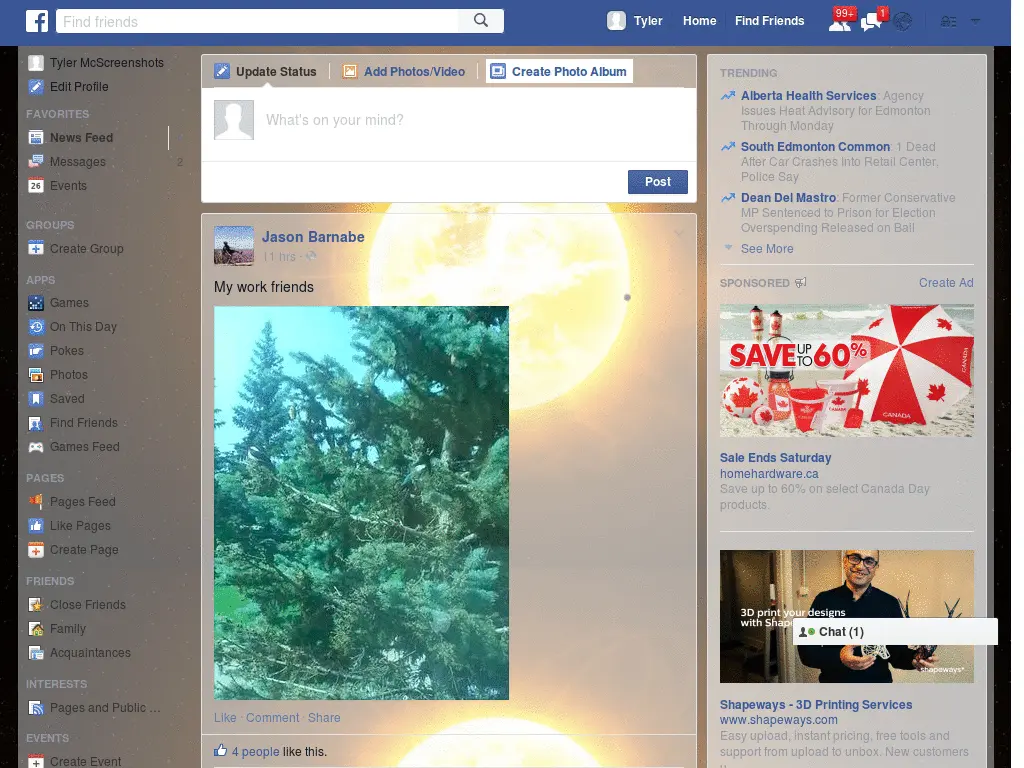 Find friends
Tyler
Home
Find Friends
99+
1
Tyler McScreenshots
Edit Profile
FAVORITES
News Feed
Messages 2
26 Events
GROUPS
Create Group
APPS
Games
On This Day
Pokes
Photos
Saved
Find Friends
Games Feed
PAGES
Pages Feed
Like Pages
Create Page
FRIENDS
Close Friends
Family
Acquaintances
INTERESTS
Pages and Public ...
EVENTS
Create Event
Update Status
Add Photos/Video
Create Photo Album
What's on your mind?
Post
Jason Barnabe
11 hrs ·
My work friends
Like · Comment · Share
4 people like this.
TRENDING
Alberta Health Services: Agency
Issues Heat Advisory for Edmonton
Through Monday
South Edmonton Common: 1 Dead
After Car Crashes Into Retail Center,
Police Say
Dean Del Mastro: Former Conservative
MP Sentenced to Prison for Election
Overspending Released on Bail
See More
SPONSORED Create Ad
SAVE UP TO 60%
CANADA
CANADA
Sale Ends Saturday
homehardware.ca
Save up to 60% on select Canada Day
products.
3D print your designs
with
Chat (1)
shapeways*
Shapeways - 3D Printing Services
www.shapeways.com
Easy upload, instant pricing, free tools and
support from upload to unbox. New customers